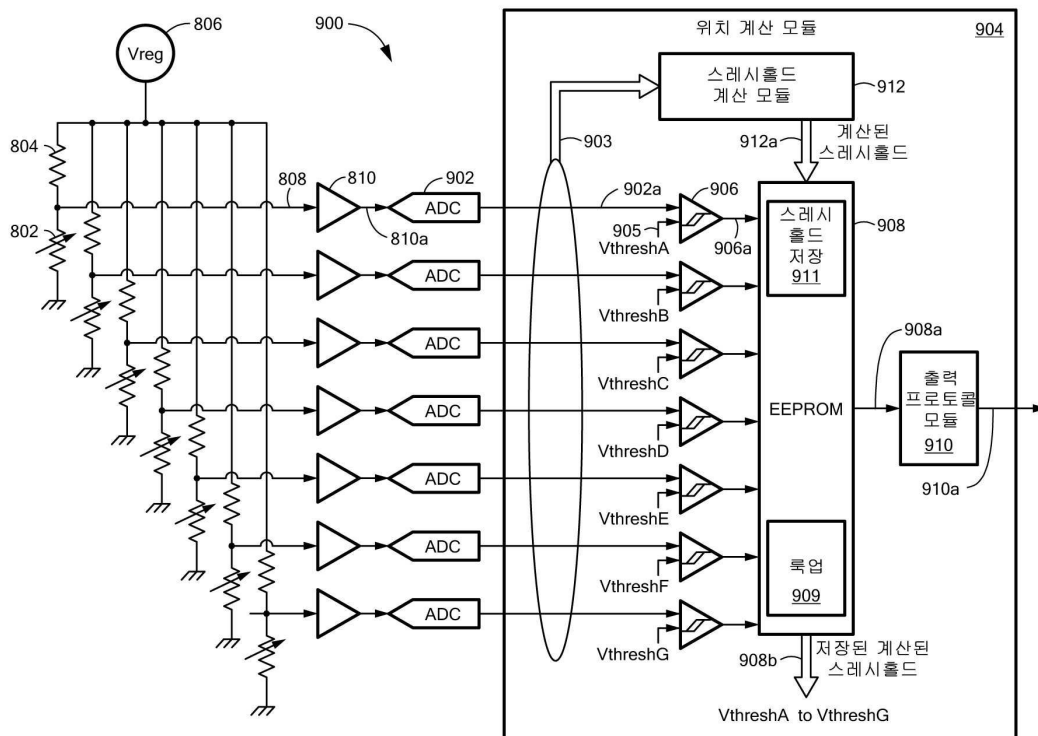 806
900
Vreg
위치 계산 모듈
904
스레시홀드
계산 모듈
912
903
912a
계산된
스레시홀드
804
808
810
902
902a
906
ADC
810a
905
VthreshA
906a
스레시
홀드
저장
911
908
802
ADC
VthreshB
ADC
VthreshC
908a
출력
프로토콜
모듈
910
EEPROM
ADC
VthreshD
910a
ADC
VthreshE
ADC
VthreshF
룩업
909
ADC
VthreshG
908b
저장된 계산된
스레시홀드
VthreshA to VthreshG